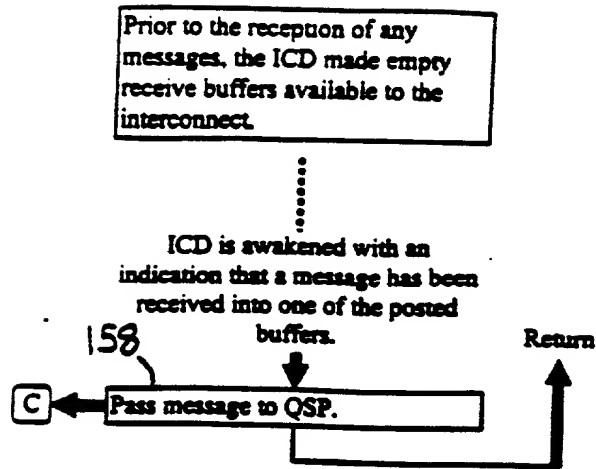 Prior to the reception of any
messages, the ICD made empty
receive buffers available to the
interconnect.
ICD is awakened with an
indication that a message has been
received into one of the posted
buffers.
Return
158
C
Pass message to QSP.